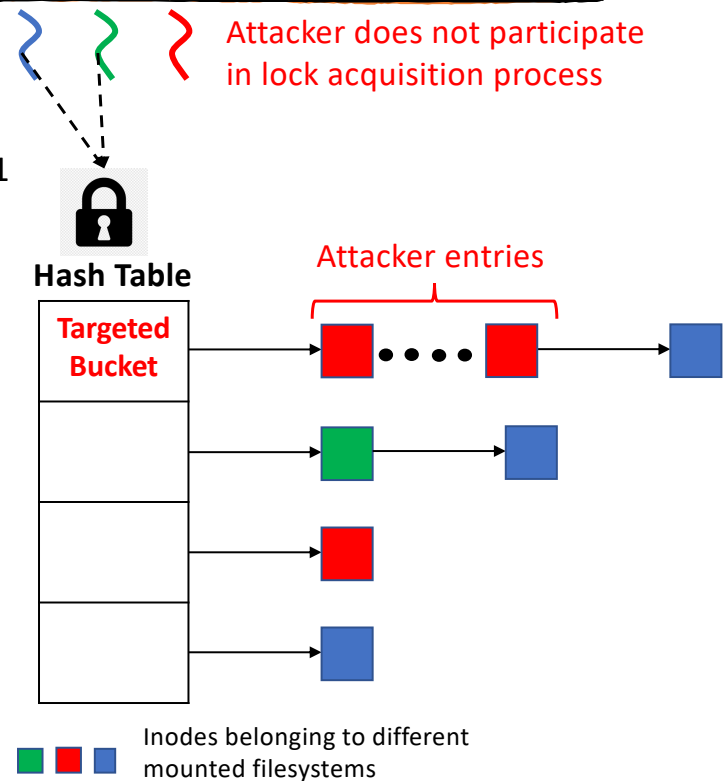 Attacker does not participate
in lock acquisition process
1
Hash Table
Attacker entries
Targeted
Bucket
Inodes belonging to different
mounted filesystems